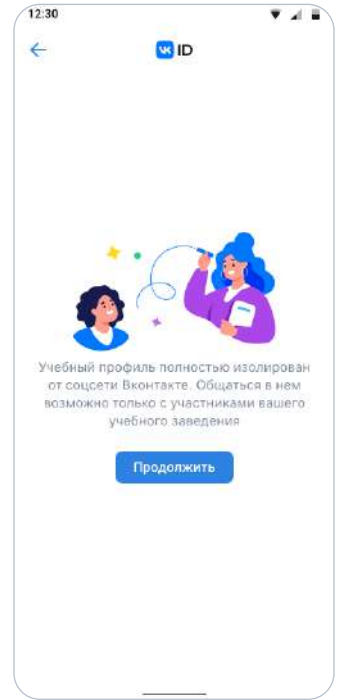 12:30
VK ID
Учебный профиль полностью изолирован
от соцсети Вконтакте. Общаться в нем
возможно только с участниками вашего
учебного заведения
Продолжить